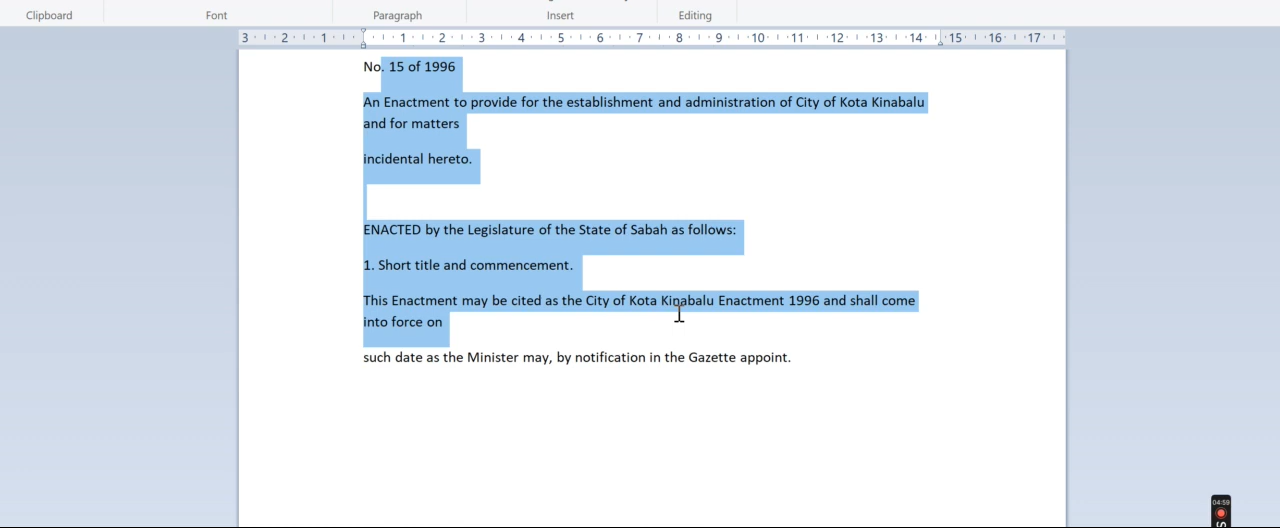 Clipboard Font Paragraph Insert Editing
3 2 1 1 2 3 4 5 6 7 8 9 10 11 12 13 14 15 16 17
No. 15 of 1996
An Enactment to provide for the establishment and administration of City of Kota Kinabalu
and for matters
incidental hereto.
ENACTED by the Legislature of the State of Sabah as follows:
1. Short title and commencement.
This Enactment may be cited as the City of Kota Kinabalu Enactment 1996 and shall come
into force on
such date as the Minister may, by notification in the Gazette appoint.
04:59